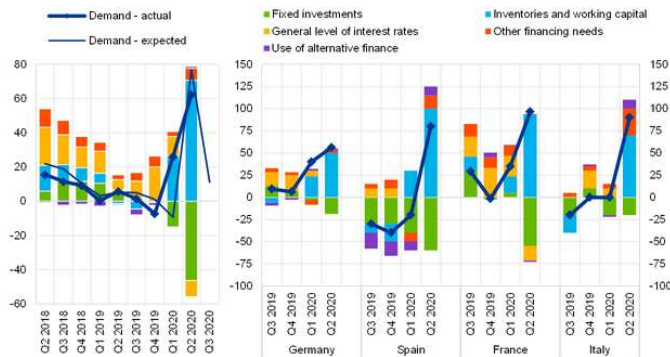 Demand - actual
Demand - expected
Fixed investments
General level of interest rates
Use of alternative finance
Inventories and working capital
Other financing needs
80
60
40
20
0
-20
-40
-60
Q2 2018
Q3 2018
Q4 2018
Q1 2019
Q2 2019
Q3 2019
Q4 2019
Q1 2020
Q2 2020
Q3 2020
150
125
100
75
50
25
0
-25
-50
-75
-100
150
100
50
0
-50
-100
Q3 2019
Q4 2019
Q1 2020
Q2 2020
Q3 2019
Q4 2019
Q1 2020
Q2 2020
Q3 2019
Q4 2019
Q1 2020
Q2 2020
Q3 2019
Q4 2019
Q1 2020
Q2 2020
Germany
Spain
France
Italy